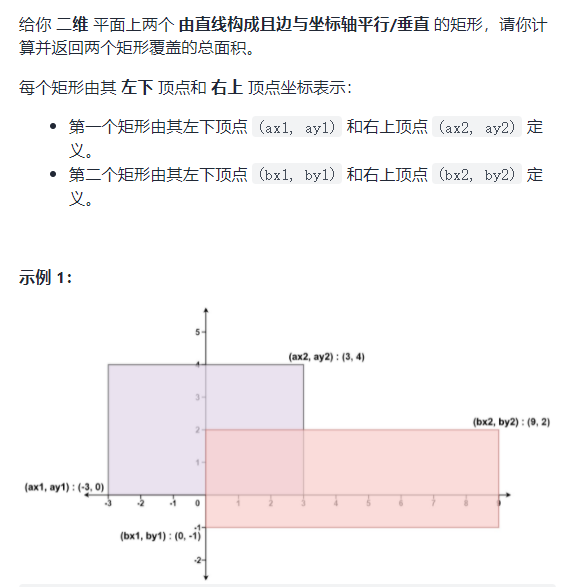 给你 二维 平面上两个 由直线构成且边与坐标轴平行/垂直 的矩形，请你计
算并返回两个矩形覆盖的总面积。
每个矩形由其 左下 顶点和 右上 顶点坐标表示：
• 第一个矩形由其左下顶点 (ax1, ay1) 和右上顶点 (ax2, ay2) 定
义。
• 第二个矩形由其左下顶点 (bx1, by1) 和右上顶点 (bx2, by2) 定
义。
示例 1：
5
(ax2, ay2) : (3, 4)
4
3
(bx2, by2) : (9, 2)
2
1
(ax1, ay1) : (-3, 0)
-3 -2 -1 0 1 2 3 4 5 6 7 8 9
-1
(bx1, by1) : (0, -1)
-2